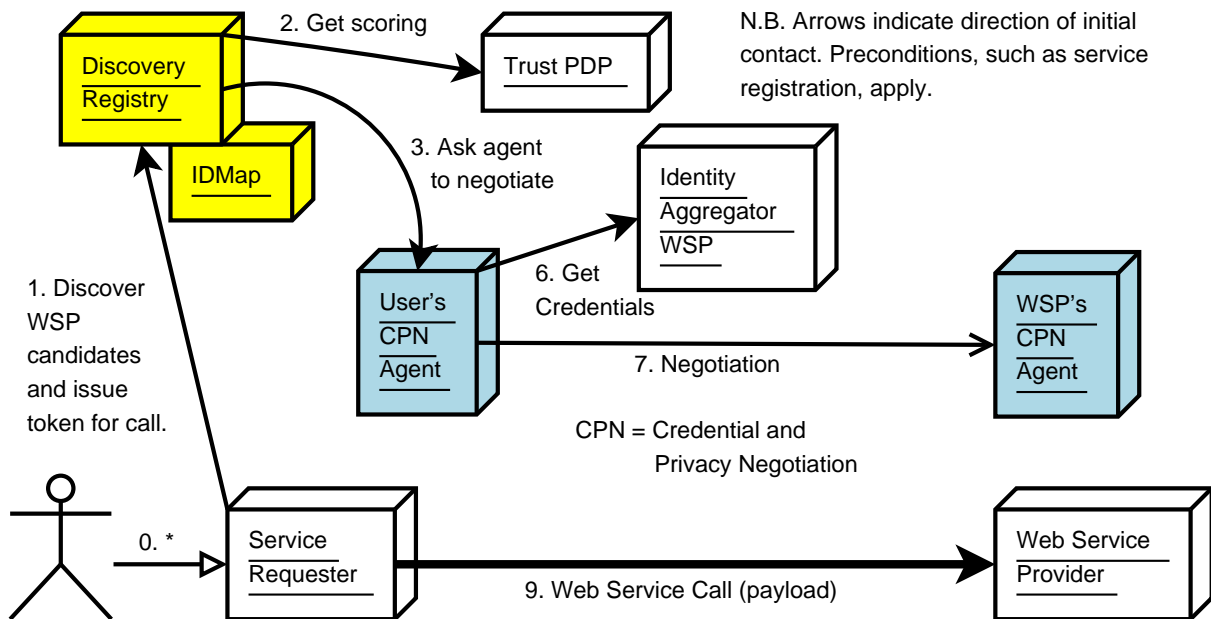 2. Get scoring
N.B. Arrows indicate direction of initial
contact. Preconditions, such as service
registration, apply.
Discovery
Registry
Trust PDP
IDMap
3. Ask agent
to negotiate
Identity
Aggregator
WSP
1. Discover
WSP
candidates
and issue
token for call.
User's
CPN
Agent
6. Get
Credentials
7. Negotiation
WSP's
CPN
Agent
CPN = Credential and
Privacy Negotiation
0. *
Service
Requester
9. Web Service Call (payload)
Web Service
Provider